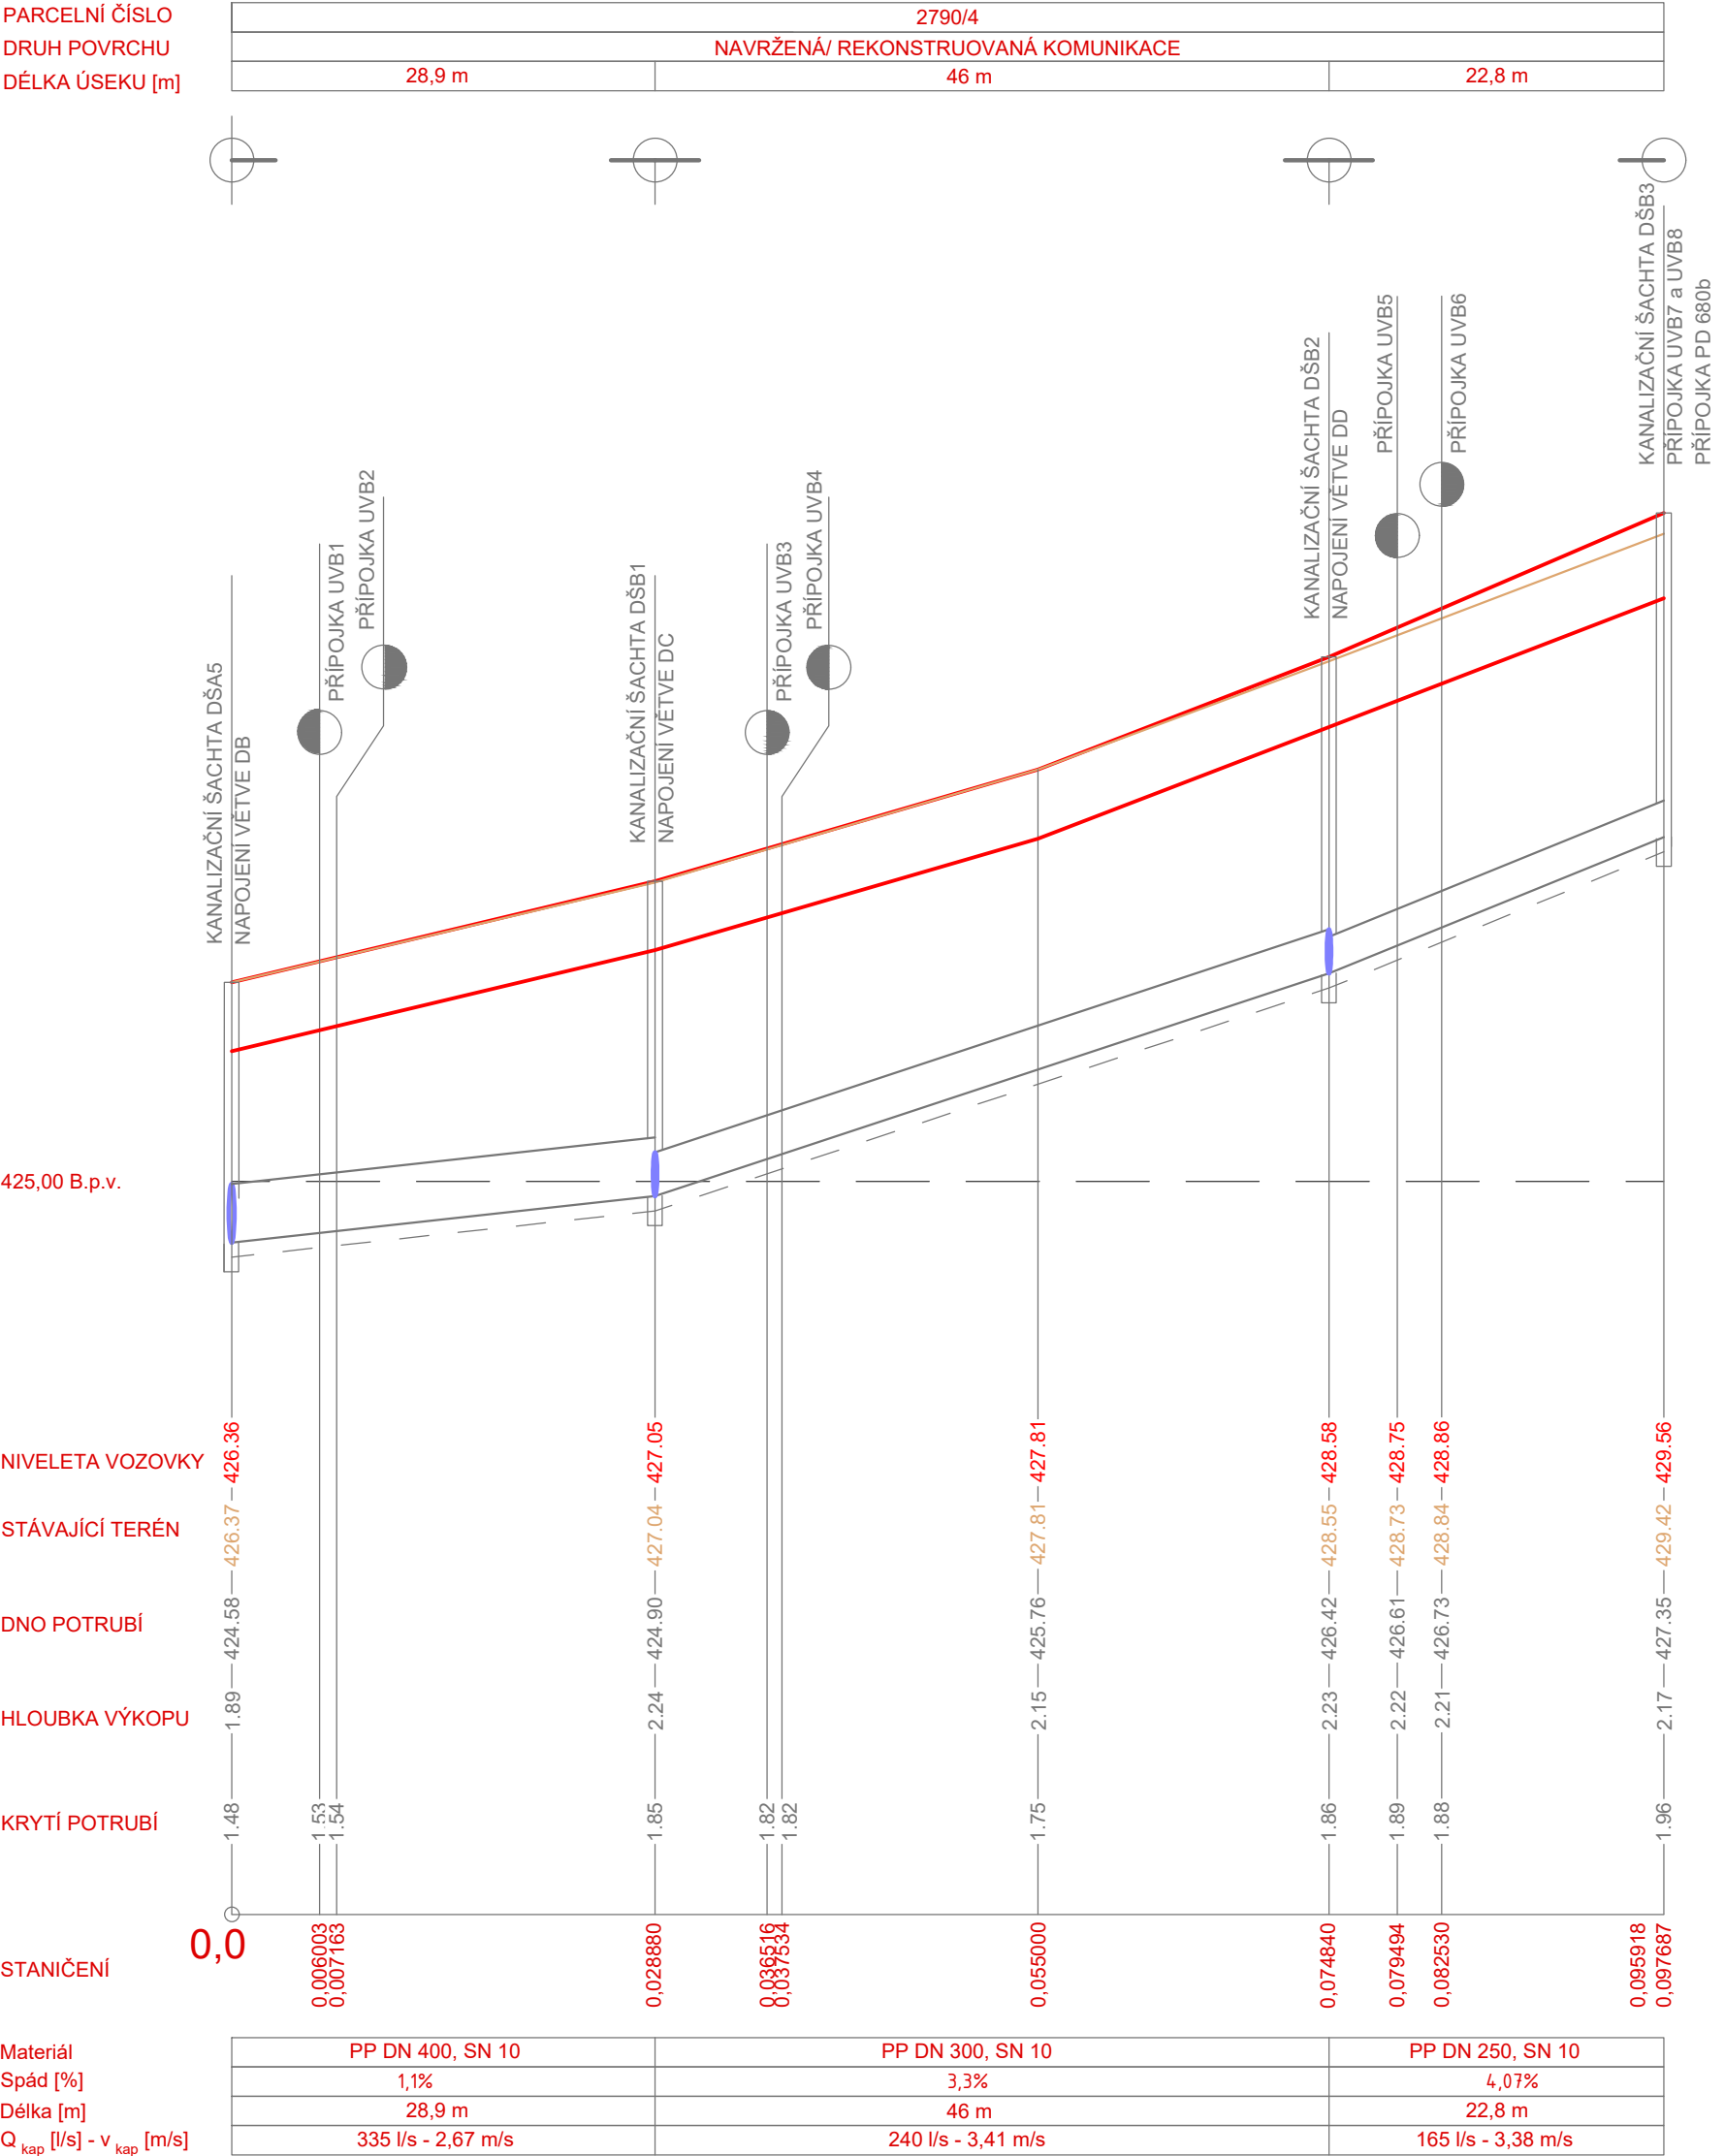 PARCELNÍ ČÍSLO 2790/4
DRUH POVRCHU NAVRŽENÁ/ REKONSTRUOVANÁ KOMUNIKACE
DÉLKA ÚSEKU [m] 28,9 m 46 m 22,8 m
KANALIZAČNÍ ŠACHTA DŠA5
NAPOJENÍ VĚTVE DB
PŘÍPOJKA UVB1
PŘÍPOJKA UVB2
KANALIZAČNÍ ŠACHTA DŠB1
NAPOJENÍ VĚTVE DC
PŘÍPOJKA UVB3
PŘÍPOJKA UVB4
KANALIZAČNÍ ŠACHTA DŠB2
NAPOJENÍ VĚTVE DD
PŘÍPOJKA UVB5
PŘÍPOJKA UVB6
KANALIZAČNÍ ŠACHTA DŠB3
PŘÍPOJKA UVB7 a UVB8
PŘÍPOJKA PD 680b
425,00 B.p.v.
NIVELETA VOZOVKY 426.36 427.05 427.81 428.58 428.75 428.86 429.56
STÁVAJÍCÍ TERÉN 426.37 427.04 427.81 428.55 428.73 428.84 429.42
DNO POTRUBÍ 424.58 424.90 425.76 426.42 426.61 426.73 427.35
HLOUBKA VÝKOPU 1.89 2.24 2.15 2.23 2.22 2.21 2.17
KRYTÍ POTRUBÍ 1.48 1.53 1.54 1.85 1.82 1.82 1.75 1.86 1.89 1.88 1.96
0,0
STANIČENÍ 0,006003 0,007163 0,028880 0,036516 0,037534 0,055000 0,074840 0,079494 0,082530 0,095918 0,097687
Materiál PP DN 400, SN 10 PP DN 300, SN 10 PP DN 250, SN 10
Spád [%] 1,1% 3,3% 4,07%
Délka [m] 28,9 m 46 m 22,8 m
Q kap [l/s] - v kap [m/s] 335 l/s - 2,67 m/s 240 l/s - 3,41 m/s 165 l/s - 3,38 m/s